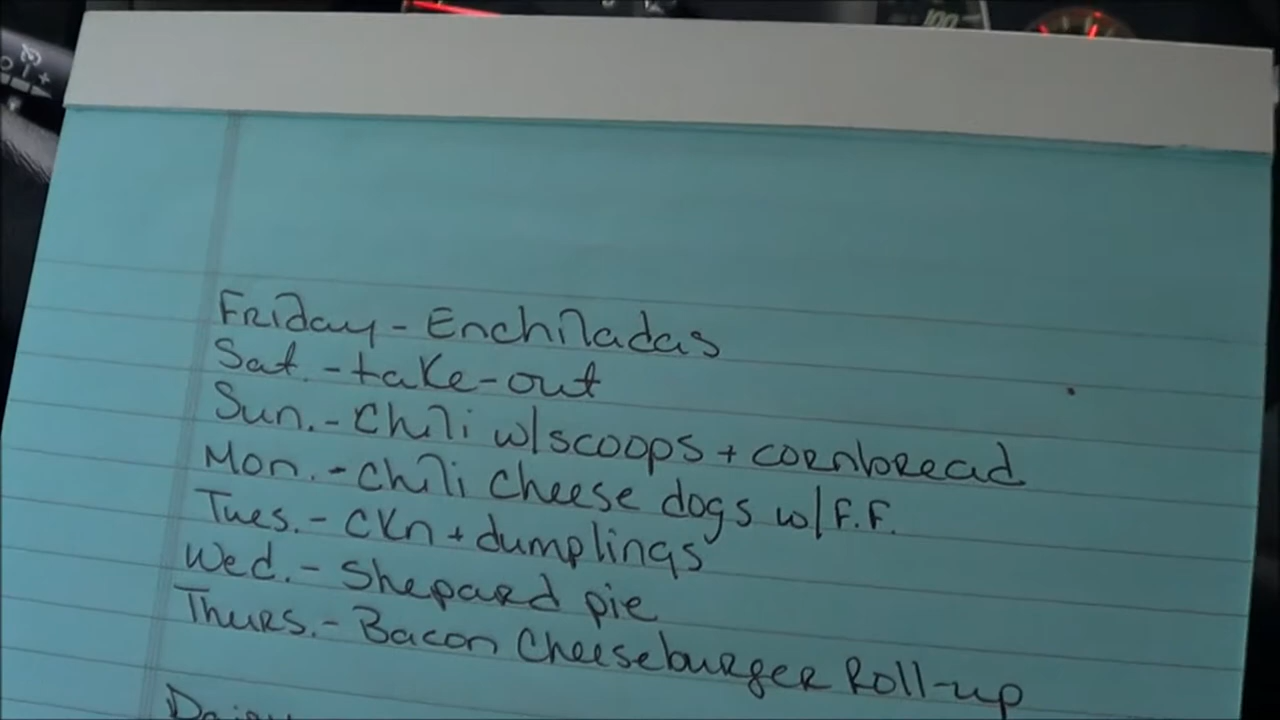 100
Friday - Enchiladas
Sat. - take-out
Sun. - Chili w/scoops + cornbread
Mon. - Chili cheese dogs w/ F.F.
Tues. - CKn + dumplings
Wed. - Shepard pie
Thurs. - Bacon Cheeseburger Roll-up